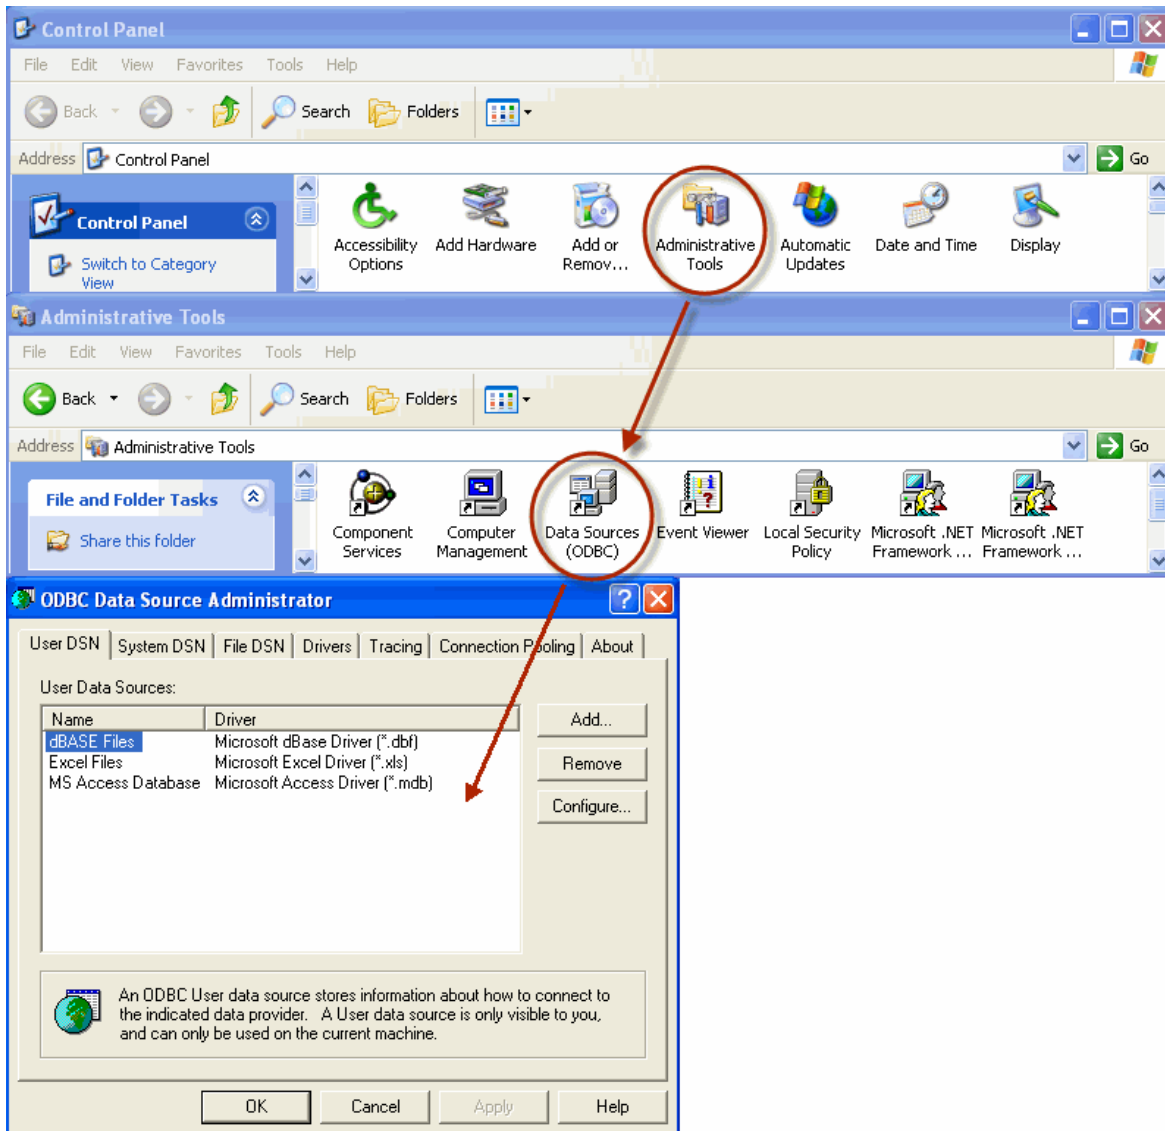 Control Panel
File Edit View Favorites Tools Help
Back Search Folders
Address Control Panel Go
Control Panel
Switch to Category
View
Accessibility
Options
Add Hardware
Add or
Remov...
Administrative
Tools
Automatic
Updates
Date and Time
Display
Administrative Tools
File Edit View Favorites Tools Help
Back Search Folders
Address Administrative Tools Go
File and Folder Tasks
Share this folder
Component
Services
Computer
Management
Data Sources
(ODBC)
Event Viewer
Local Security
Policy
Microsoft .NET
Framework ...
Microsoft .NET
Framework ...
ODBC Data Source Administrator
User DSN System DSN File DSN Drivers Tracing Connection Pooling About
User Data Sources:
Name Driver
dBASE Files Microsoft dBase Driver (*.dbf)
Excel Files Microsoft Excel Driver (*.xls)
MS Access Database Microsoft Access Driver (*.mdb)
Add...
Remove
Configure...
An ODBC User data source stores information about how to connect to
the indicated data provider. A User data source is only visible to you,
and can only be used on the current machine.
OK Cancel Apply Help